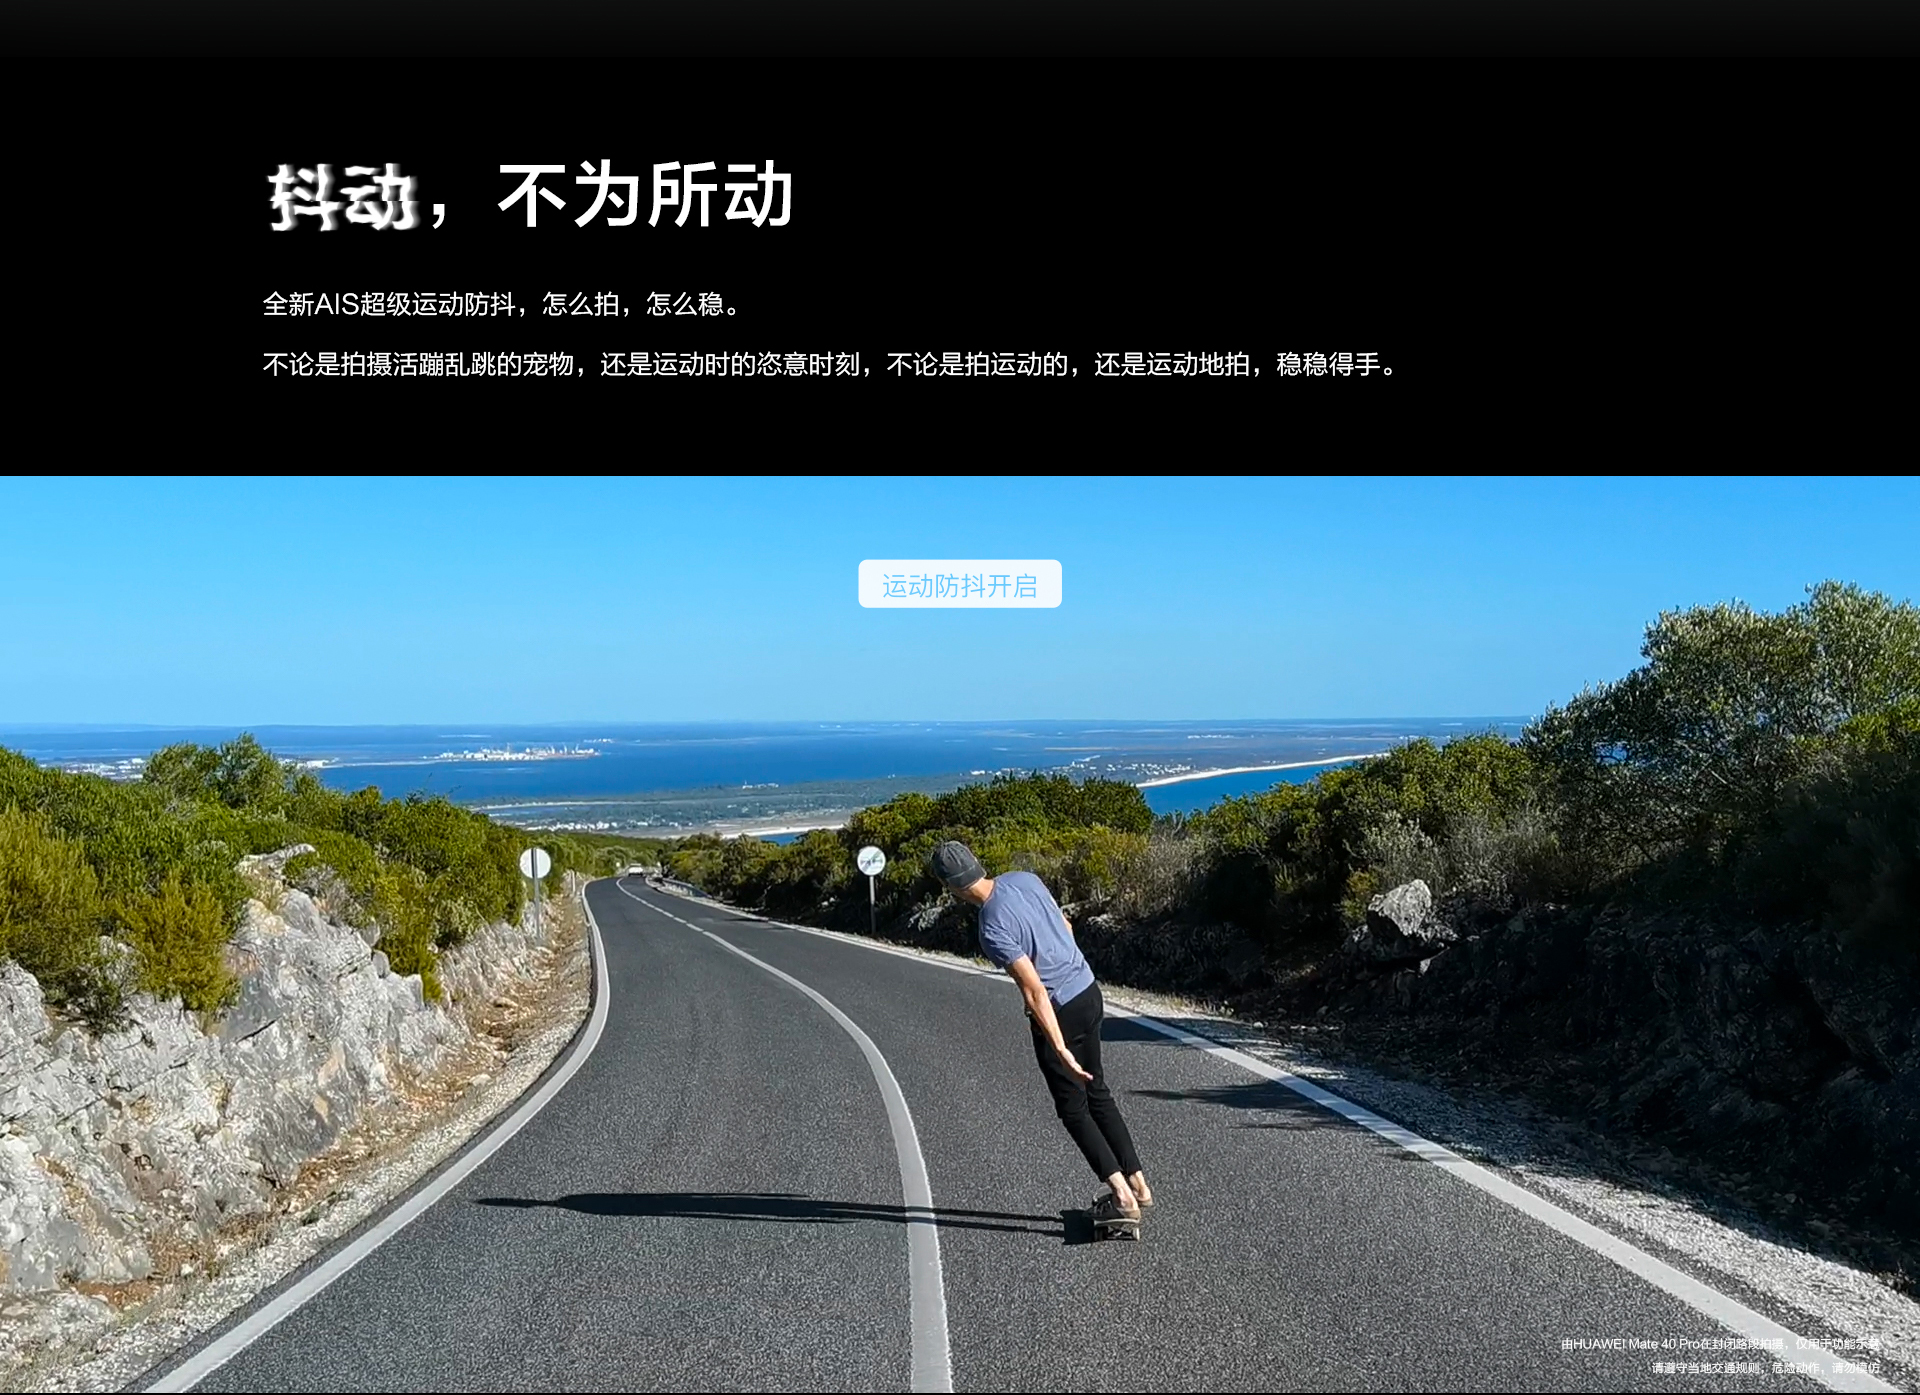 抖动，不为所动
全新AIS超级运动防抖，怎么拍，怎么稳。
不论是拍摄活蹦乱跳的宠物，还是运动时的恣意时刻，不论是拍运动的，还是运动地拍，稳稳得手。
运动防抖开启
由HUAWEI Mate 40 Pro在封闭路段拍摄，仅用于功能示意
请遵守当地交通规则，危险动作，请勿模仿